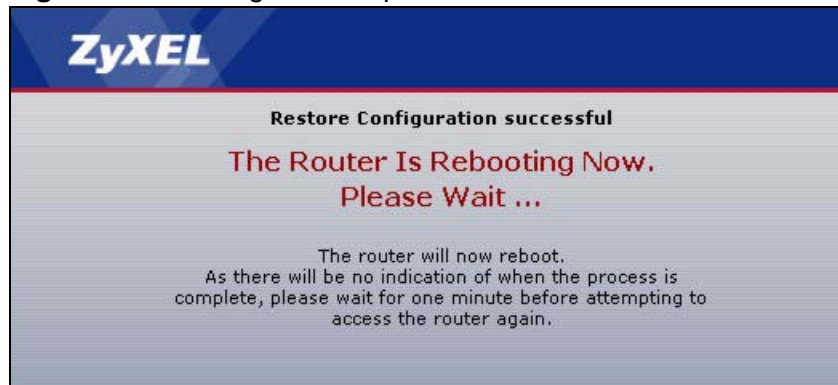 ZyXEL
Restore Configuration successful
The Router Is Rebooting Now.
Please Wait ...
The router will now reboot.
As there will be no indication of when the process is
complete, please wait for one minute before attempting to
access the router again.